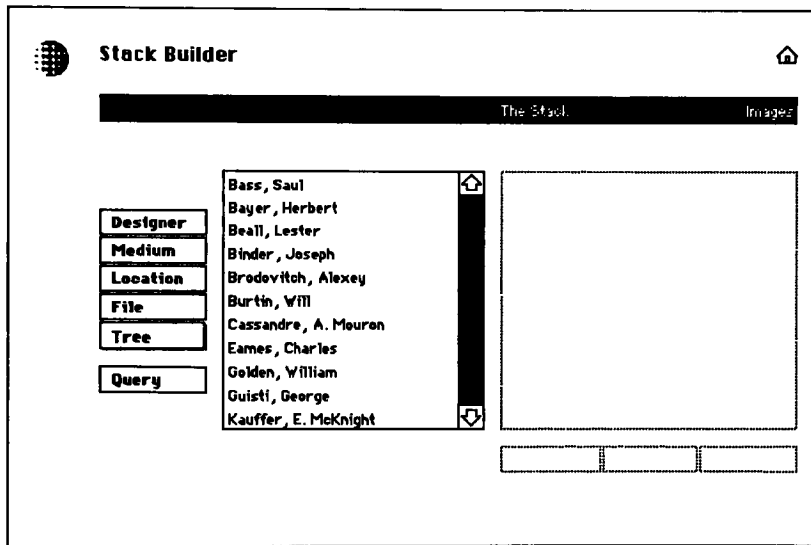 Stack Builder
The Stack
Images
Designer
Medium
Location
File
Tree
Query
Bass, Saul
Bayer, Herbert
Beall, Lester
Binder, Joseph
Brodovitch, Alexey
Burtin, Will
Cassandre, A. Mouron
Eames, Charles
Golden, William
Guisti, George
Kauffer, E. McKnight